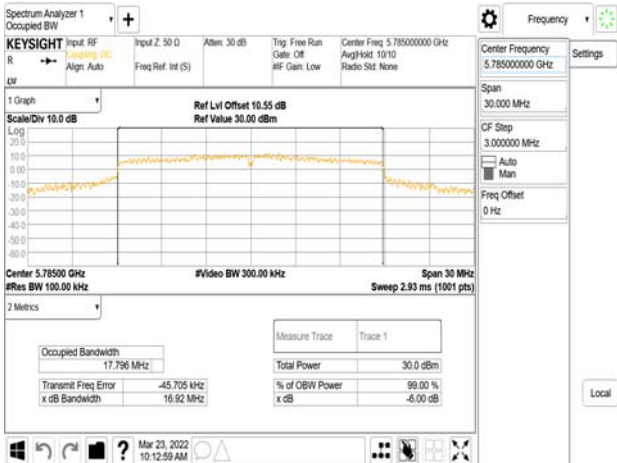 Spectrum Analyzer 1
Occupied BW
+
Frequency
KEYSIGHT
R
Input: RF
Coupling: DC
Align: Auto
Input Z: 50 Ω
Freq Ref: Int (S)
Atten: 30 dB
Trig: Free Run
Gate: Off
#IF Gain: Low
Center Freq: 5.785000000 GHz
Avg|Hold: 10/10
Radio Std: None
Center Frequency
5.785000000 GHz
Settings
Span
30.000 MHz
CF Step
3.000000 MHz
Auto
Man
Freq Offset
0 Hz
Local
1 Graph
Scale/Div 10.0 dB
Ref Lvl Offset 10.55 dB
Ref Value 30.00 dBm
Log
20.0
10.0
0.00
-10.0
-20.0
-30.0
-40.0
-50.0
-60.0
Center 5.78500 GHz
#Res BW 100.00 kHz
#Video BW 300.00 kHz
Span 30 MHz
Sweep 2.93 ms (1001 pts)
2 Metrics
Measure Trace
Trace 1
Occupied Bandwidth
17.796 MHz
Total Power
30.0 dBm
Transmit Freq Error
-45.705 kHz
% of OBW Power
99.00 %
x dB Bandwidth
16.92 MHz
x dB
-6.00 dB
?
Mar 23, 2022
10:12:59 AM